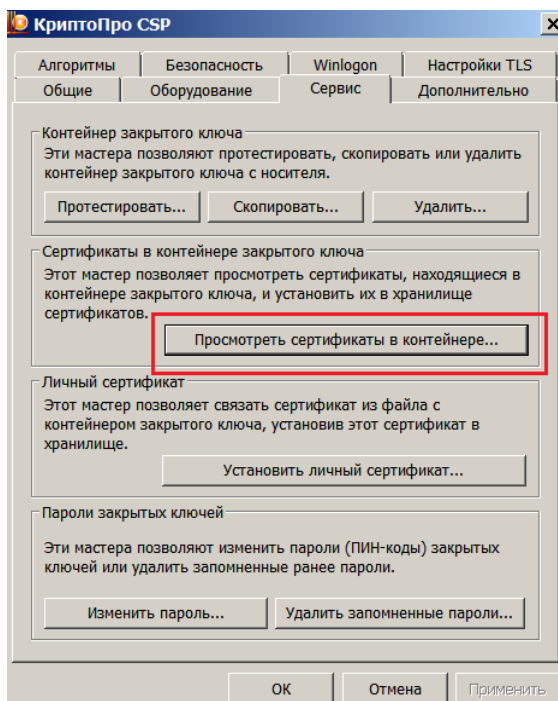 КриптоПро CSP
Алгоритмы Безопасность Winlogon Настройки TLS
Общие Оборудование Сервис Дополнительно
Контейнер закрытого ключа
Эти мастера позволяют протестировать, скопировать или удалить
контейнер закрытого ключа с носителя.
Протестировать... Скопировать... Удалить...
Сертификаты в контейнере закрытого ключа
Этот мастер позволяет просмотреть сертификаты, находящиеся в
контейнере закрытого ключа, и установить их в хранилище
сертификатов.
Просмотреть сертификаты в контейнере...
Личный сертификат
Этот мастер позволяет связать сертификат из файла с
контейнером закрытого ключа, установив этот сертификат в
хранилище.
Установить личный сертификат...
Пароли закрытых ключей
Эти мастера позволяют изменить пароли (ПИН-коды) закрытых
ключей или удалить запомненные ранее пароли.
Изменить пароль... Удалить запомненные пароли...
ОК Отмена Применить